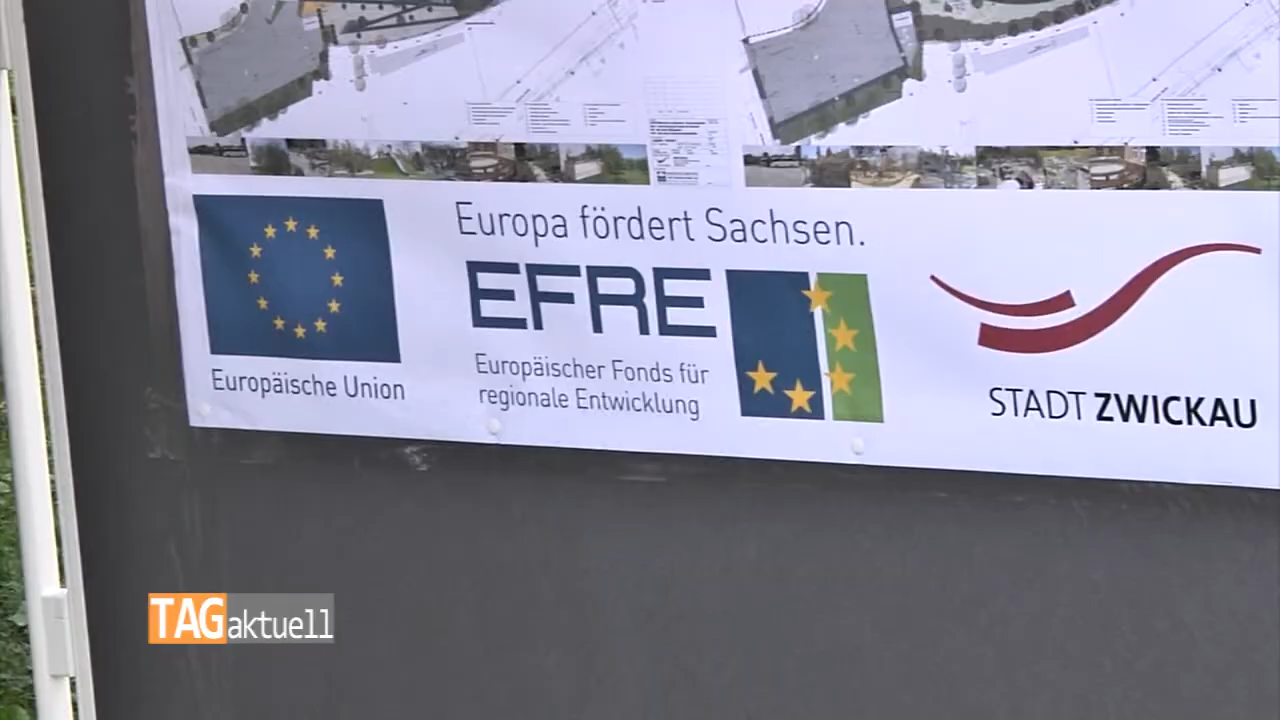 Europa fördert Sachsen.
EFRE
Europäische Union
Europäischer Fonds für
regionale Entwicklung
STADT ZWICKAU
TAGaktuell